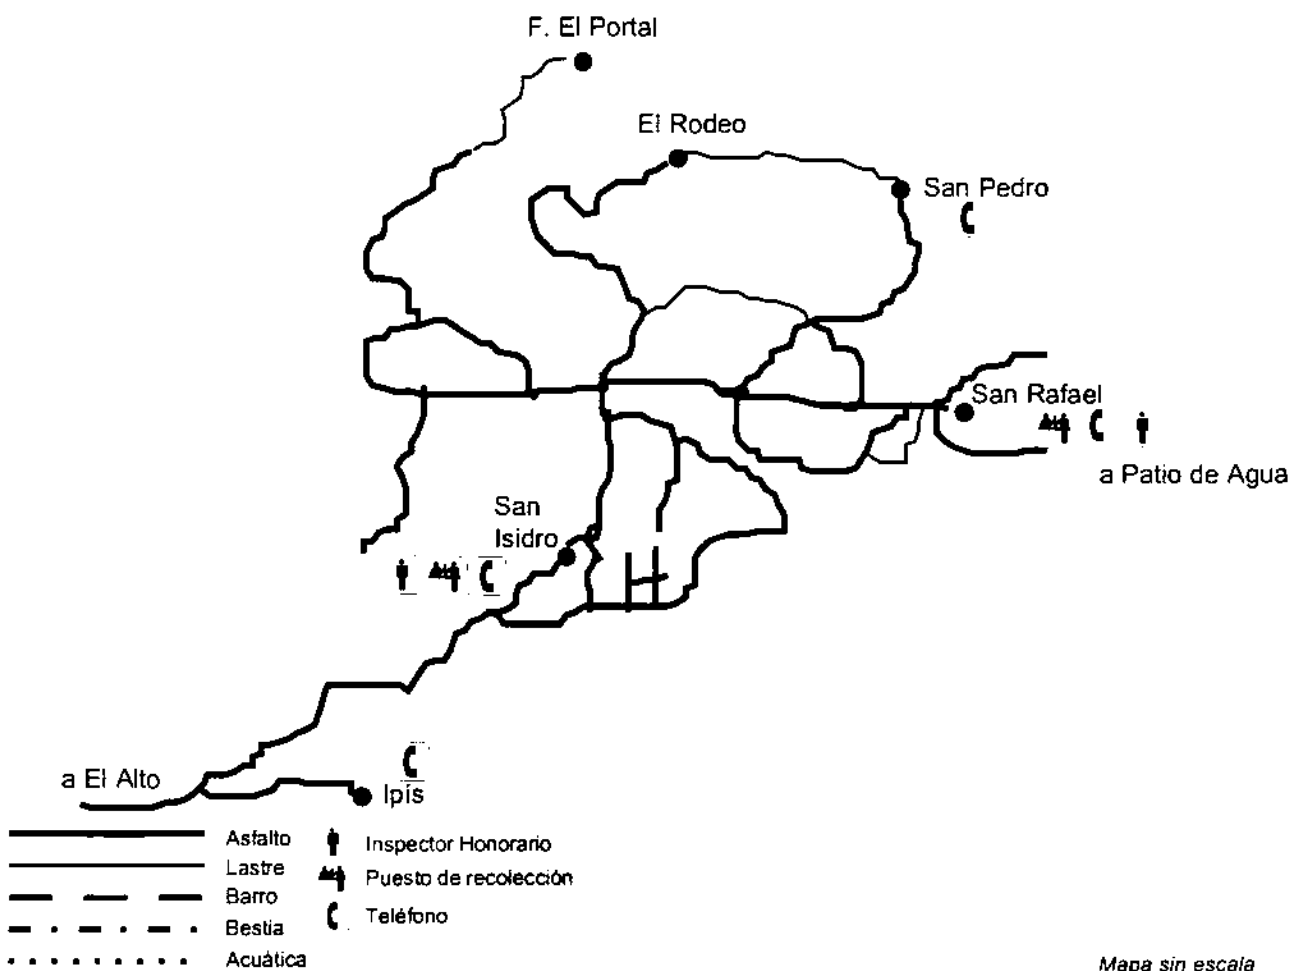 F. El Portal
El Rodeo
San Pedro
San Rafael
a Patio de Agua
San
Isidro
a El Alto
Ipís
Asfalto
Lastre
Barro
Bestia
Acuática
Inspector Honorario
Puesto de recolección
Teléfono
Mapa sin escala